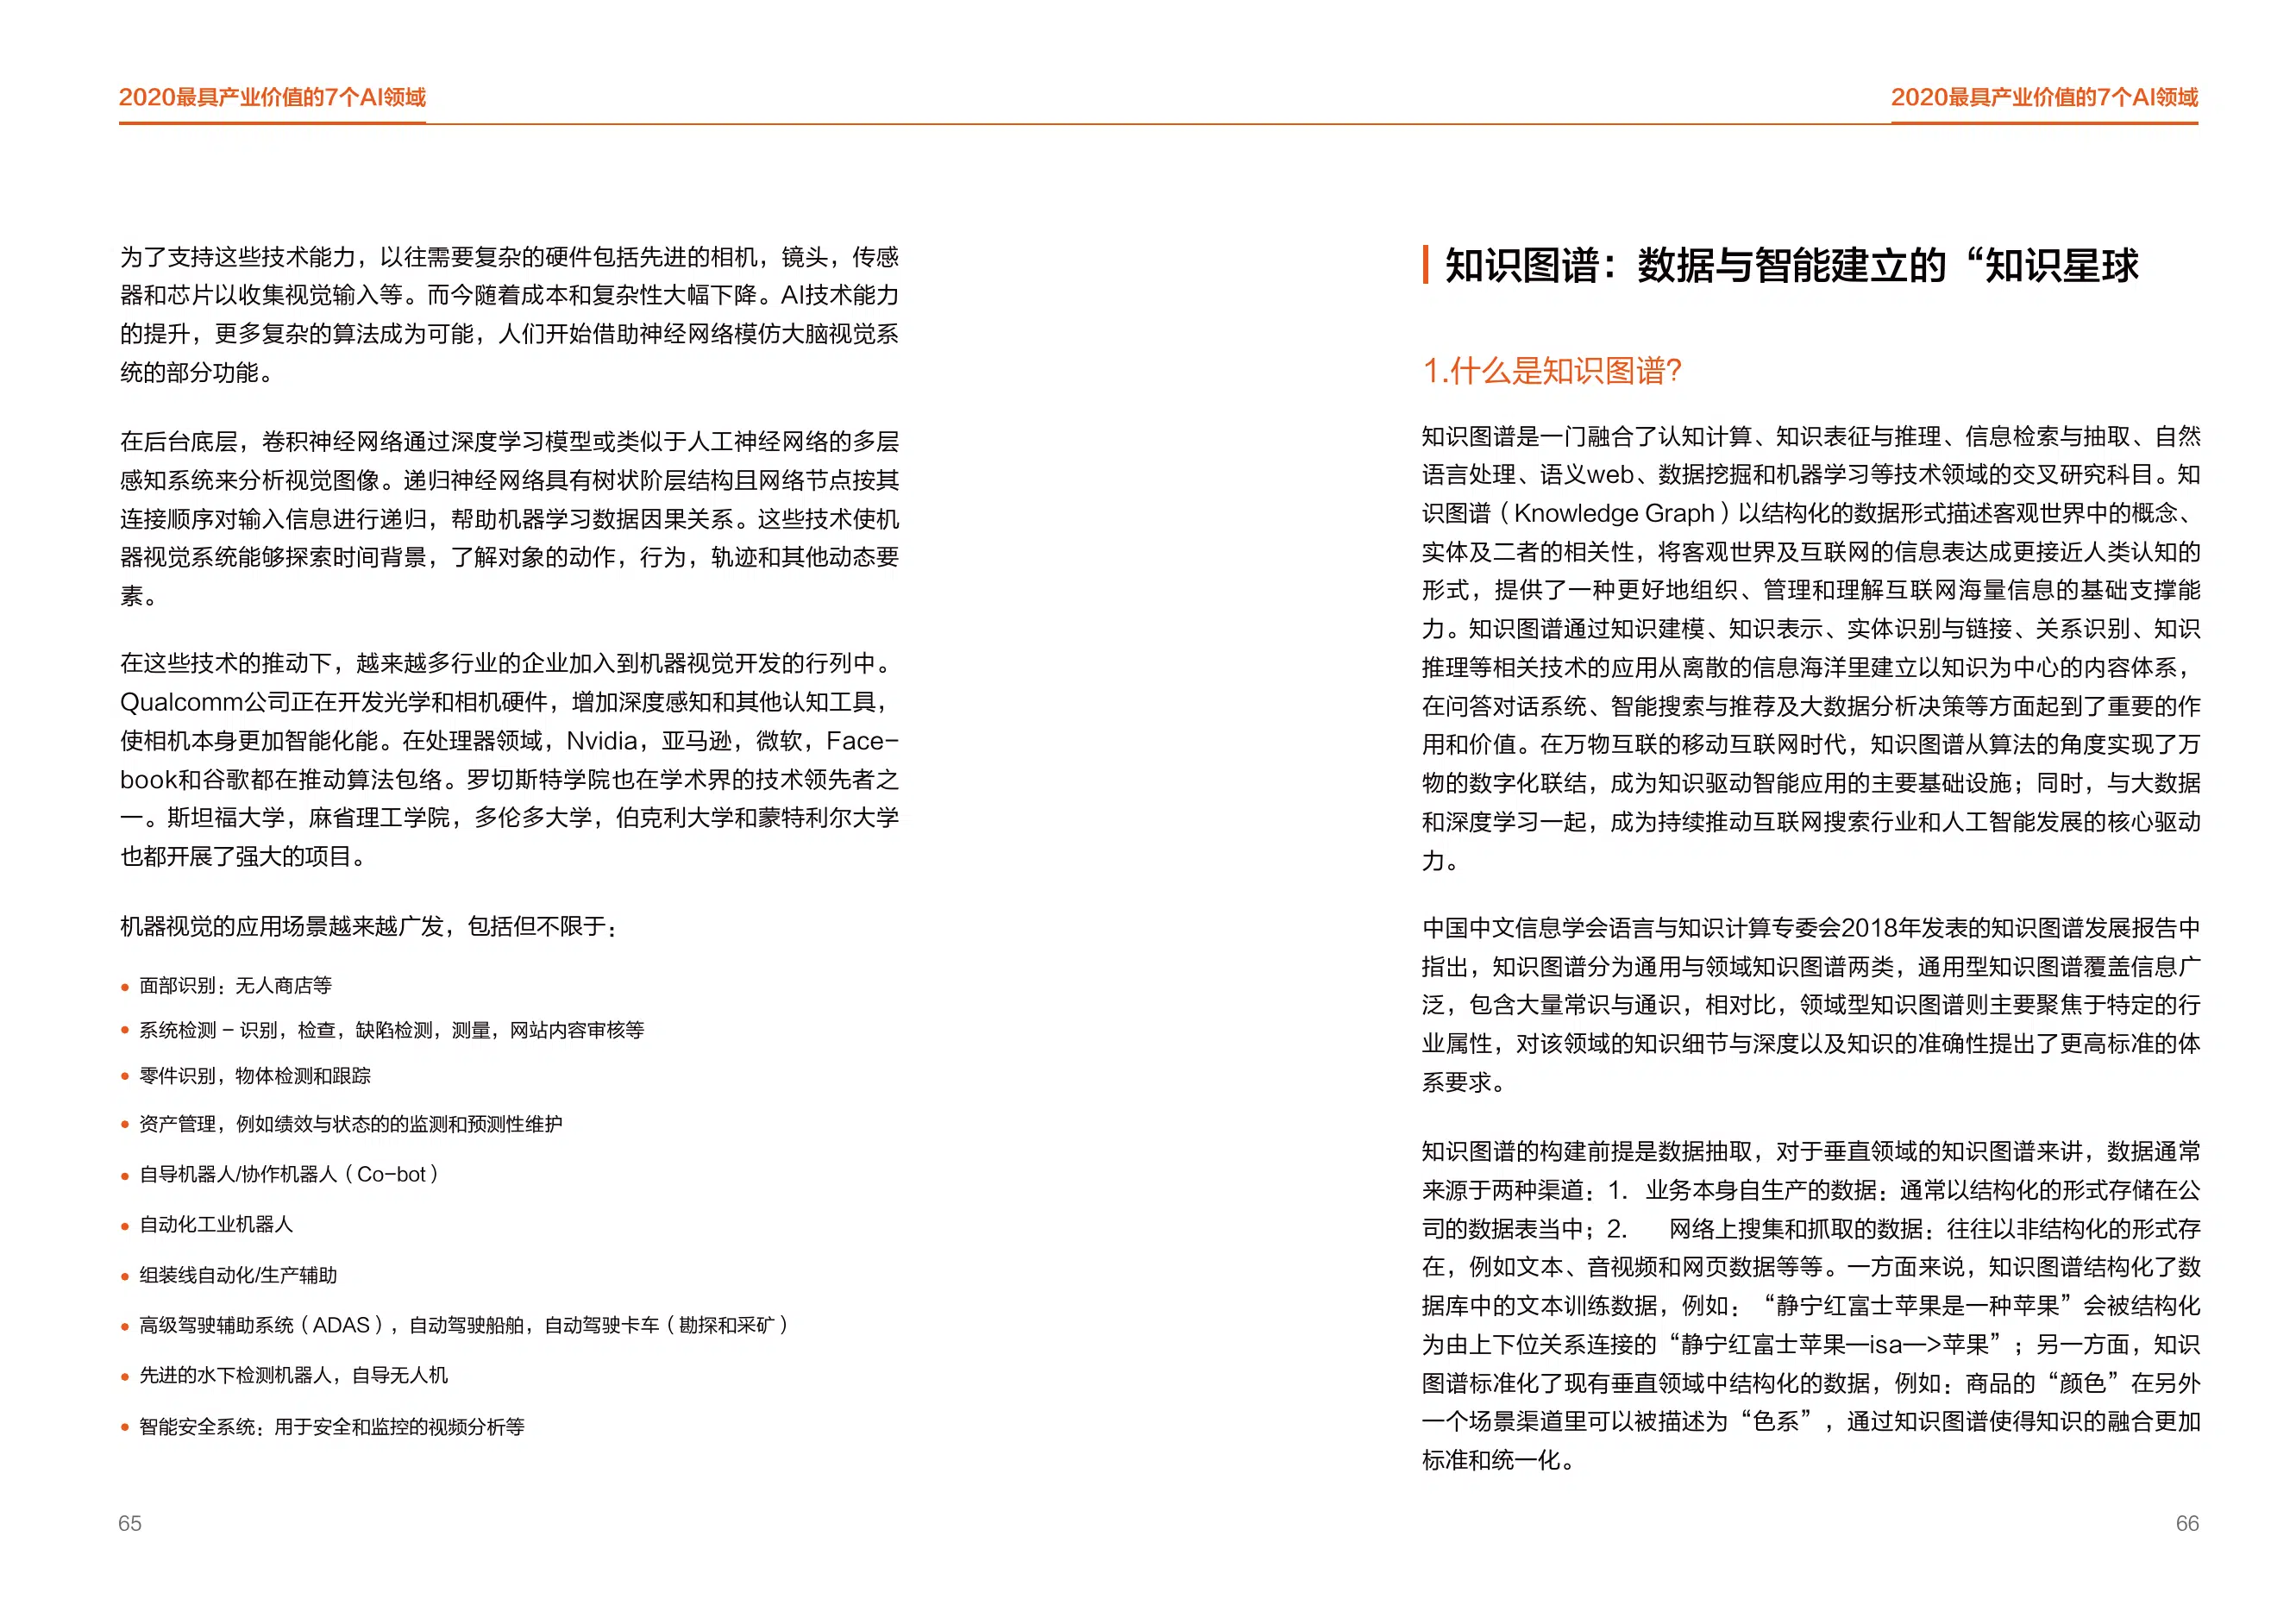 2020最具产业价值的7个AI领域
为了支持这些技术能力，以往需要复杂的硬件包括先进的相机，镜头，传感
器和芯片以收集视觉输入等。而今随着成本和复杂性大幅下降。AI技术能力
的提升，更多复杂的算法成为可能，人们开始借助神经网络模仿大脑视觉系
统的部分功能。
在后台底层，卷积神经网络通过深度学习模型或类似于人工神经网络的多层
感知系统来分析视觉图像。递归神经网络具有树状阶层结构且网络节点按其
连接顺序对输入信息进行递归，帮助机器学习数据因果关系。这些技术使机
器视觉系统能够探索时间背景，了解对象的动作，行为，轨迹和其他动态要
素。
在这些技术的推动下，越来越多行业的企业加入到机器视觉开发的行列中。
Qualcomm公司正在开发光学和相机硬件，增加深度感知和其他认知工具，
使相机本身更加智能化能。在处理器领域，Nvidia，亚马逊，微软，Face-
book和谷歌都在推动算法包络。罗切斯特学院也在学术界的技术领先者之
一。斯坦福大学，麻省理工学院，多伦多大学，伯克利大学和蒙特利尔大学
也都开展了强大的项目。
机器视觉的应用场景越来越广发，包括但不限于：
• 面部识别：无人商店等
• 系统检测 – 识别，检查，缺陷检测，测量，网站内容审核等
• 零件识别，物体检测和跟踪
• 资产管理，例如绩效与状态的的监测和预测性维护
• 自导机器人/协作机器人（Co-bot）
• 自动化工业机器人
• 组装线自动化/生产辅助
• 高级驾驶辅助系统（ADAS），自动驾驶船舶，自动驾驶卡车（勘探和采矿）
• 先进的水下检测机器人，自导无人机
• 智能安全系统：用于安全和监控的视频分析等
65
2020最具产业价值的7个AI领域
知识图谱：数据与智能建立的“知识星球
1.什么是知识图谱?
知识图谱是一门融合了认知计算、知识表征与推理、信息检索与抽取、自然
语言处理、语义web、数据挖掘和机器学习等技术领域的交叉研究科目。知
识图谱（Knowledge Graph）以结构化的数据形式描述客观世界中的概念、
实体及二者的相关性，将客观世界及互联网的信息表达成更接近人类认知的
形式，提供了一种更好地组织、管理和理解互联网海量信息的基础支撑能
力。知识图谱通过知识建模、知识表示、实体识别与链接、关系识别、知识
推理等相关技术的应用从离散的信息海洋里建立以知识为中心的内容体系，
在问答对话系统、智能搜索与推荐及大数据分析决策等方面起到了重要的作
用和价值。在万物互联的移动互联网时代，知识图谱从算法的角度实现了万
物的数字化联结，成为知识驱动智能应用的主要基础设施；同时，与大数据
和深度学习一起，成为持续推动互联网搜索行业和人工智能发展的核心驱动
力。
中国中文信息学会语言与知识计算专委会2018年发表的知识图谱发展报告中
指出，知识图谱分为通用与领域知识图谱两类，通用型知识图谱覆盖信息广
泛，包含大量常识与通识，相对比，领域型知识图谱则主要聚焦于特定的行
业属性，对该领域的知识细节与深度以及知识的准确性提出了更高标准的体
系要求。
知识图谱的构建前提是数据抽取，对于垂直领域的知识图谱来讲，数据通常
来源于两种渠道：1. 业务本身自生产的数据：通常以结构化的形式存储在公
司的数据表当中；2. 网络上搜集和抓取的数据：往往以非结构化的形式存
在，例如文本、音视频和网页数据等等。一方面来说，知识图谱结构化了数
据库中的文本训练数据，例如：“静宁红富士苹果是一种苹果”会被结构化
为由上下位关系连接的“静宁红富士苹果—isa—>苹果”；另一方面，知识
图谱标准化了现有垂直领域中结构化的数据，例如：商品的“颜色”在另外
一个场景渠道里可以被描述为“色系”，通过知识图谱使得知识的融合更加
标准和统一化。
66